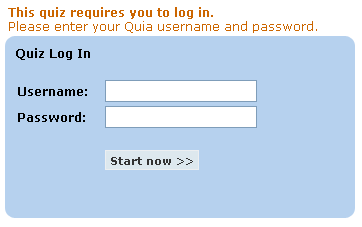 This quiz requires you to log in.
Please enter your Quia username and password.
Quiz Log In
Username:
Password:
Start now >>